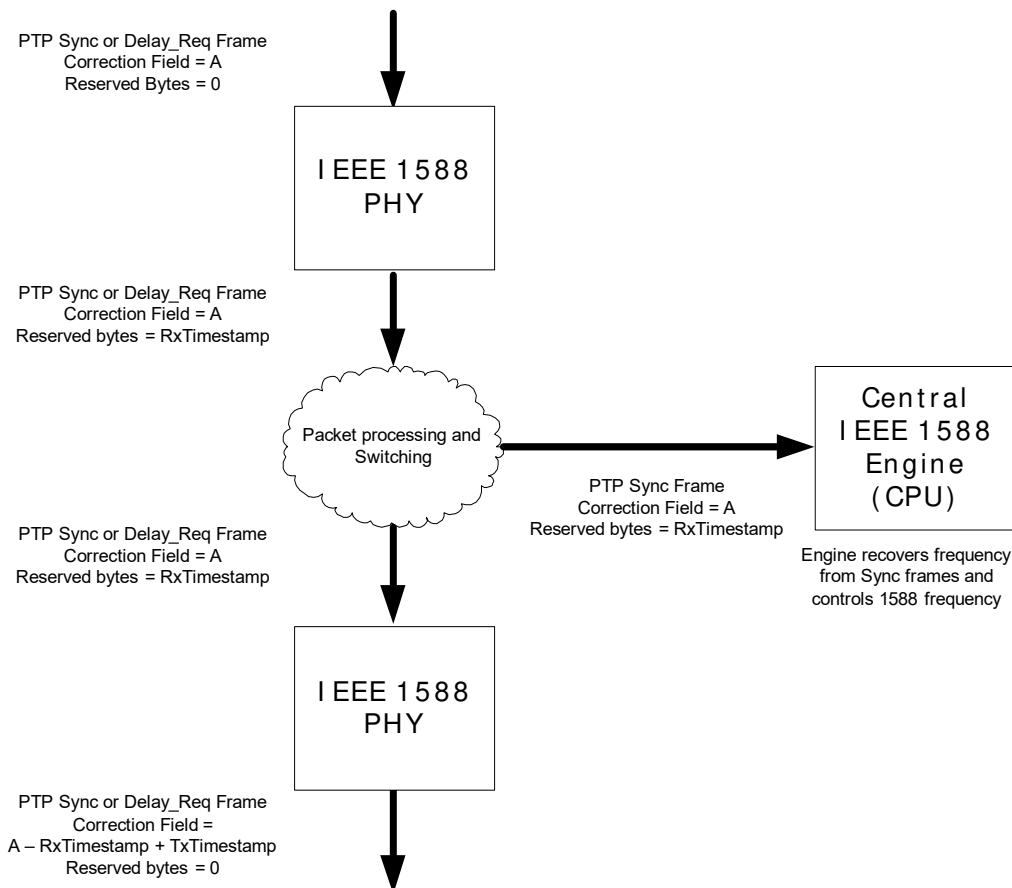 PTP Sync or Delay_Req Frame
Correction Field = A
Reserved Bytes = 0
IEEE 1588
PHY
PTP Sync or Delay_Req Frame
Correction Field = A
Reserved bytes = RxTimestamp
Packet processing and
Switching
PTP Sync Frame
Correction Field = A
Reserved bytes = RxTimestamp
Central
IEEE 1588
Engine
(CPU)
Engine recovers frequency
from Sync frames and
controls 1588 frequency
PTP Sync or Delay_Req Frame
Correction Field = A
Reserved bytes = RxTimestamp
IEEE 1588
PHY
PTP Sync or Delay_Req Frame
Correction Field =
A – RxTimestamp + TxTimestamp
Reserved bytes = 0